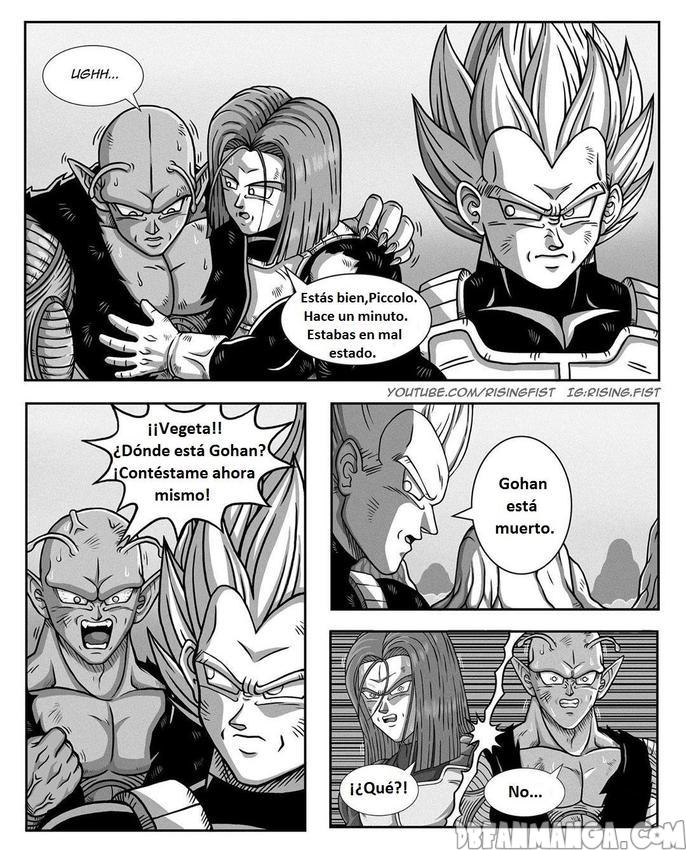 UGHH...
Estás bien,Piccolo.
Hace un minuto.
Estabas en mal
estado.
YOUTUBE.COM/RISINGFIST IG:RISING.FIST
¡¡Vegeta!!
¿Dónde está Gohan?
¡Contéstame ahora
mismo!
Gohan
está
muerto.
¡¿Qué?!
No...
DBFANMANGA.COM